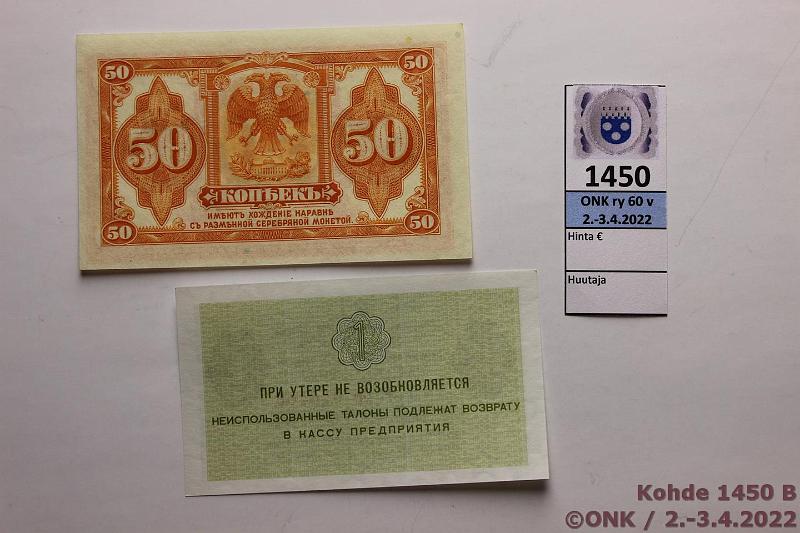 50
50
50
50
КОПѢЕКЪ
ИМѢЮТЪ ХОЖДЕНІЕ НАРАВНѢ
СЪ РАЗМѢННОЙ СЕРЕБРЯНОЙ МОНЕТОЙ.
50
50
1
ПРИ УТЕРЕ НЕ ВОЗОБНОВЛЯЕТСЯ
НЕИСПОЛЬЗОВАННЫЕ ТАЛОНЫ ПОДЛЕЖАТ ВОЗВРАТУ
В КАССУ ПРЕДПРИЯТИЯ
1450
ONK ry 60 v
2.-3.4.2022
Hinta €
Huutaja
Kohde 1450 B
©ONK / 2.-3.4.2022